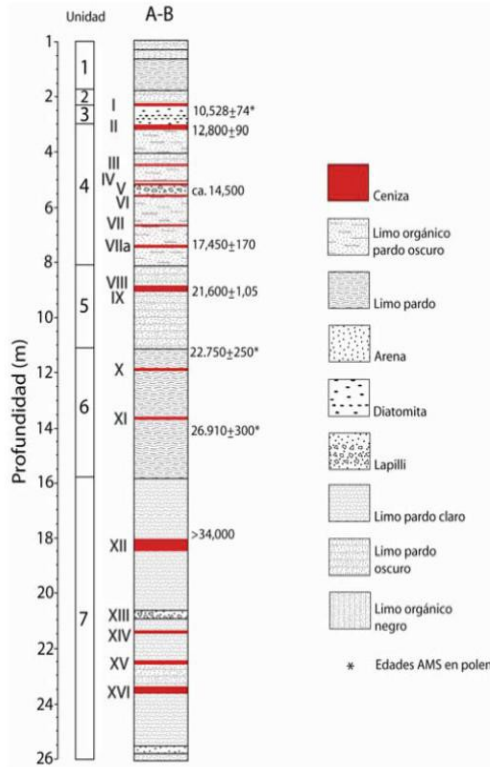 Unidad
A-B
Profundidad (m)
1
2
4
6
8
10
12
14
16
18
20
22
24
26
1
2
3
4
5
6
7
I
II
III
IV
V
VI
VII
VIIa
VIII
IX
X
XI
XII
XIII
XIV
XV
XVI
10,528±74*
12,800±90
ca. 14,500
17,450±170
21,600±1,05
22.750±250*
26.910±300*
>34,000
Ceniza
Limo orgánico
pardo oscuro
Limo pardo
Arena
Diatomita
Lapilli
Limo pardo claro
Limo pardo
oscuro
Limo orgánico
negro
* Edades AMS en polen